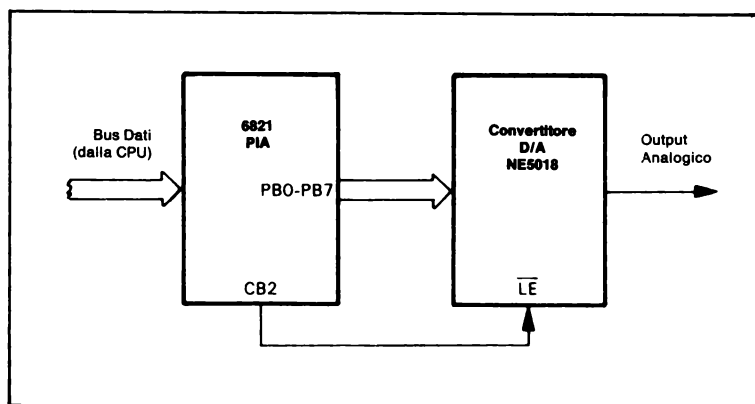 Bus Dati
(dalla CPU)
6821
PIA
PB0-PB7
CB2
Convertitore
D/A
NE5018
LE
Output
Analogico